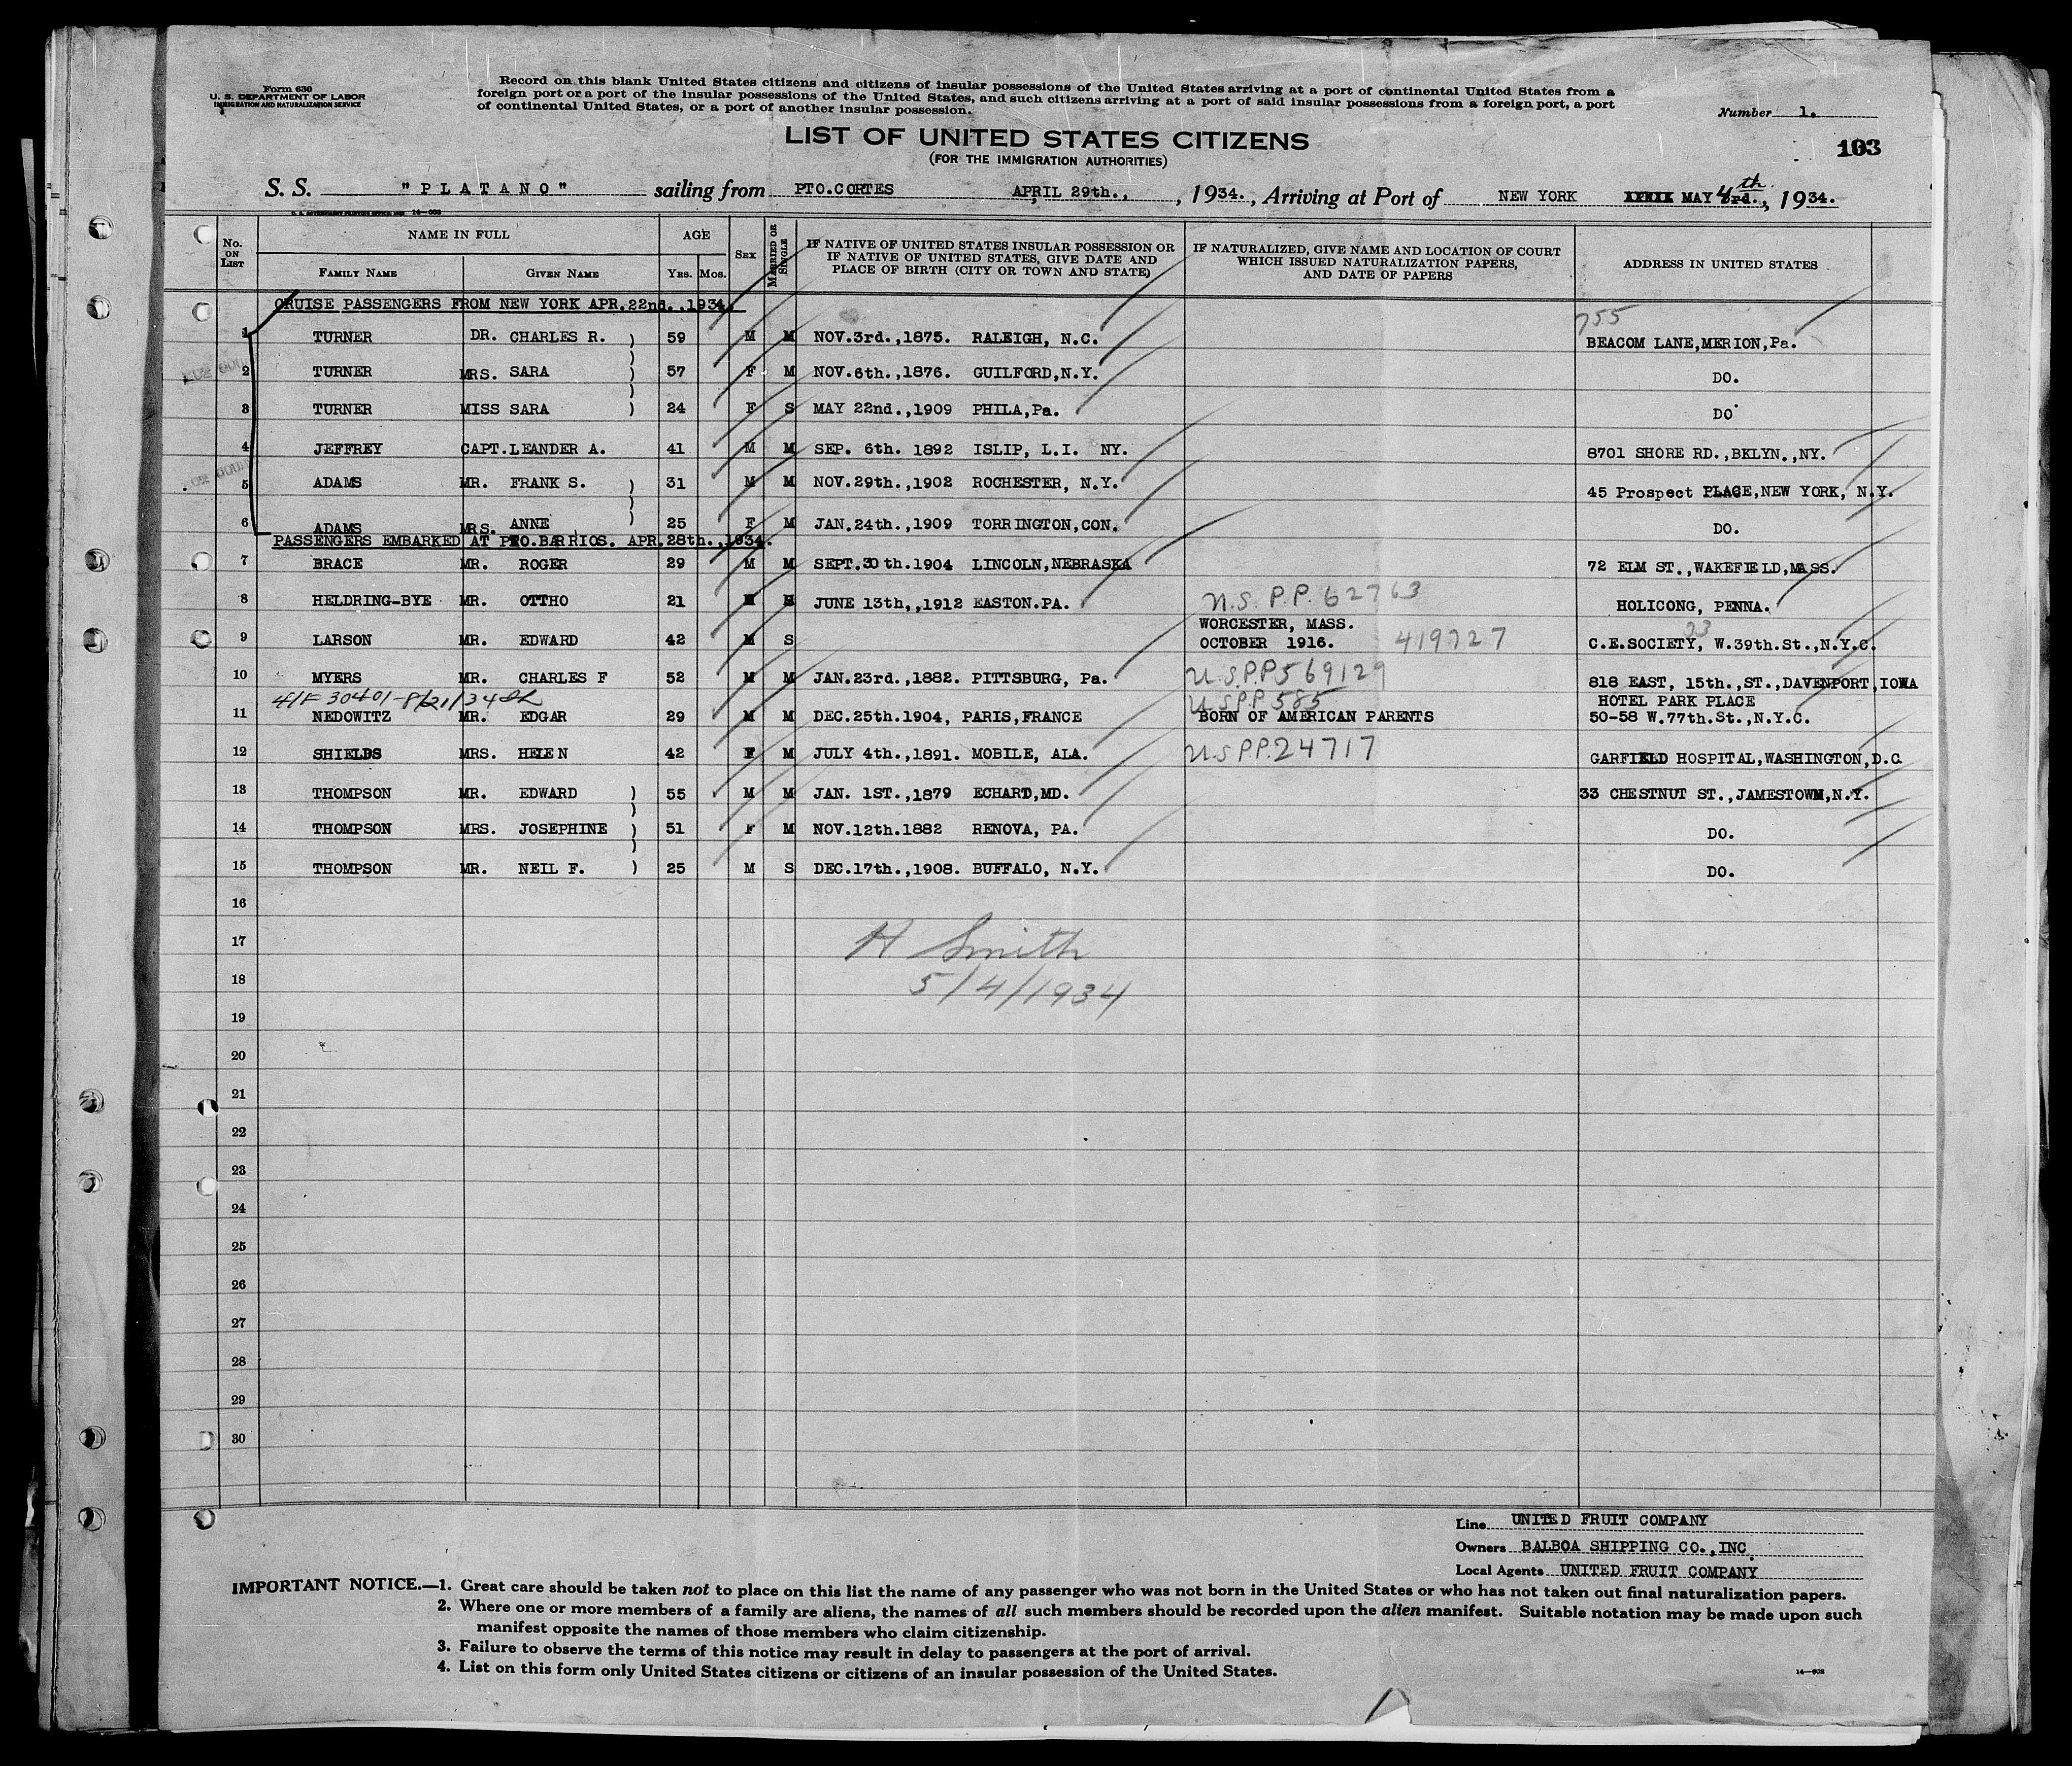 Form 630
U. S. DEPARTMENT OF LABOR
IMMIGRATION AND NATURALIZATION SERVICE
Record on this blank United States citizens and citizens of insular possessions of the United States arriving at a port of continental United States from a
foreign port or a port of the insular possessions of the United States, and such citizens arriving at a port of said insular possessions from a foreign port, a port
of continental United States, or a port of another insular possession.
Number 1.
103
LIST OF UNITED STATES CITIZENS
(FOR THE IMMIGRATION AUTHORITIES)
S. S. "PLATANO" sailing from PTO.CORTES APRIL 29th., , 1934. , Arriving at Port of NEW YORK APRIL MAY 4th 3rd., , 1934.
14—608
No. ON LIST NAME IN FULL AGE SEX MARRIED OR SINGLE IF NATIVE OF UNITED STATES INSULAR POSSESSION OR IF NATIVE OF UNITED STATES, GIVE DATE AND PLACE OF BIRTH (CITY OR TOWN AND STATE) IF NATURALIZED, GIVE NAME AND LOCATION OF COURT WHICH ISSUED NATURALIZATION PAPERS, AND DATE OF PAPERS ADDRESS IN UNITED STATES
FAMILY NAME GIVEN NAME YRS. MOS.
CRUISE PASSENGERS FROM NEW YORK APR.22nd.,1934.
755
1 TURNER DR. CHARLES R. ) 59 M M NOV.3rd.,1875. RALEIGH, N.C. BEACOM LANE,MERION,Pa.
2 TURNER MRS. SARA ) 57 F M NOV.6th.,1876. GUILFORD,N.Y. DO.
3 TURNER MISS SARA ) 24 F S MAY 22nd.,1909 PHILA,Pa. DO
4 JEFFREY CAPT.LEANDER A. 41 M M SEP. 6th. 1892 ISLIP, L.I. NY. 8701 SHORE RD.,BKLYN.,NY.
5 ADAMS MR. FRANK S. ) 31 M M NOV.29th.,1902 ROCHESTER, N.Y. 45 Prospect PLACE,NEW YORK, N.Y.
6 ADAMS MRS. ANNE ) 25 F M JAN.24th.,1909 TORRINGTON,CON. DO.
PASSENGERS EMBARKED AT PTO.BARRIOS. APR.28th.,1934.
7 BRACE MR. ROGER 29 M M SEPT.30th.1904 LINCOLN,NEBRASKA 72 ELM ST.,WAKEFIELD,MASS.
8 HELDRING-BYE MR. OTTHO 21 M S JUNE 13th,,1912 EASTON.PA. U.S. P.P. 62763 HOLICONG, PENNA.
WORCESTER, MASS.
9 LARSON MR. EDWARD 42 M S OCTOBER 1916. 419727 C.E.SOCIETY, 33 W.39th.St.,N.Y.C.
10 MYERS MR. CHARLES F 52 M M JAN.23rd.,1882. PITTSBURG, Pa. U.S.P.P 569129 818 EAST, 15th.,ST.,DAVENPORT,IOWA
U.S.P.P 585 HOTEL PARK PLACE
11 NEDOWITZ MR. EDGAR 29 M M DEC.25th.1904, PARIS,FRANCE BORN OF AMERICAN PARENTS 50-58 W.77th.St.,N.Y.C.
12 SHIELDS MRS. HELEN 42 F M JULY 4th.,1891. MOBILE, ALA. U.S P.P. 24717 GARFIELD HOSPITAL,WASHINGTON,D.C.
13 THOMPSON MR. EDWARD ) 55 M M JAN. 1ST.,1879 ECHART,MD. 33 CHESTNUT ST.,JAMESTOWN,N.Y.
14 THOMPSON MRS. JOSEPHINE ) 51 F M NOV.12th.1882 RENOVA, PA. DO.
15 THOMPSON MR. NEIL F. ) 25 M S DEC.17th.,1908. BUFFALO, N.Y. DO.
16
17 H Smith
18 5/4/1934
19
20
21
22
23
24
25
26
27
28
29
30
Line UNITED FRUIT COMPANY
Owners BALBOA SHIPPING CO.,INC.
Local Agents UNITED FRUIT COMPANY
IMPORTANT NOTICE.—1. Great care should be taken not to place on this list the name of any passenger who was not born in the United States or who has not taken out final naturalization papers.
2. Where one or more members of a family are aliens, the names of all such members should be recorded upon the alien manifest. Suitable notation may be made upon such
manifest opposite the names of those members who claim citizenship.
3. Failure to observe the terms of this notice may result in delay to passengers at the port of arrival.
4. List on this form only United States citizens or citizens of an insular possession of the United States.
14—608